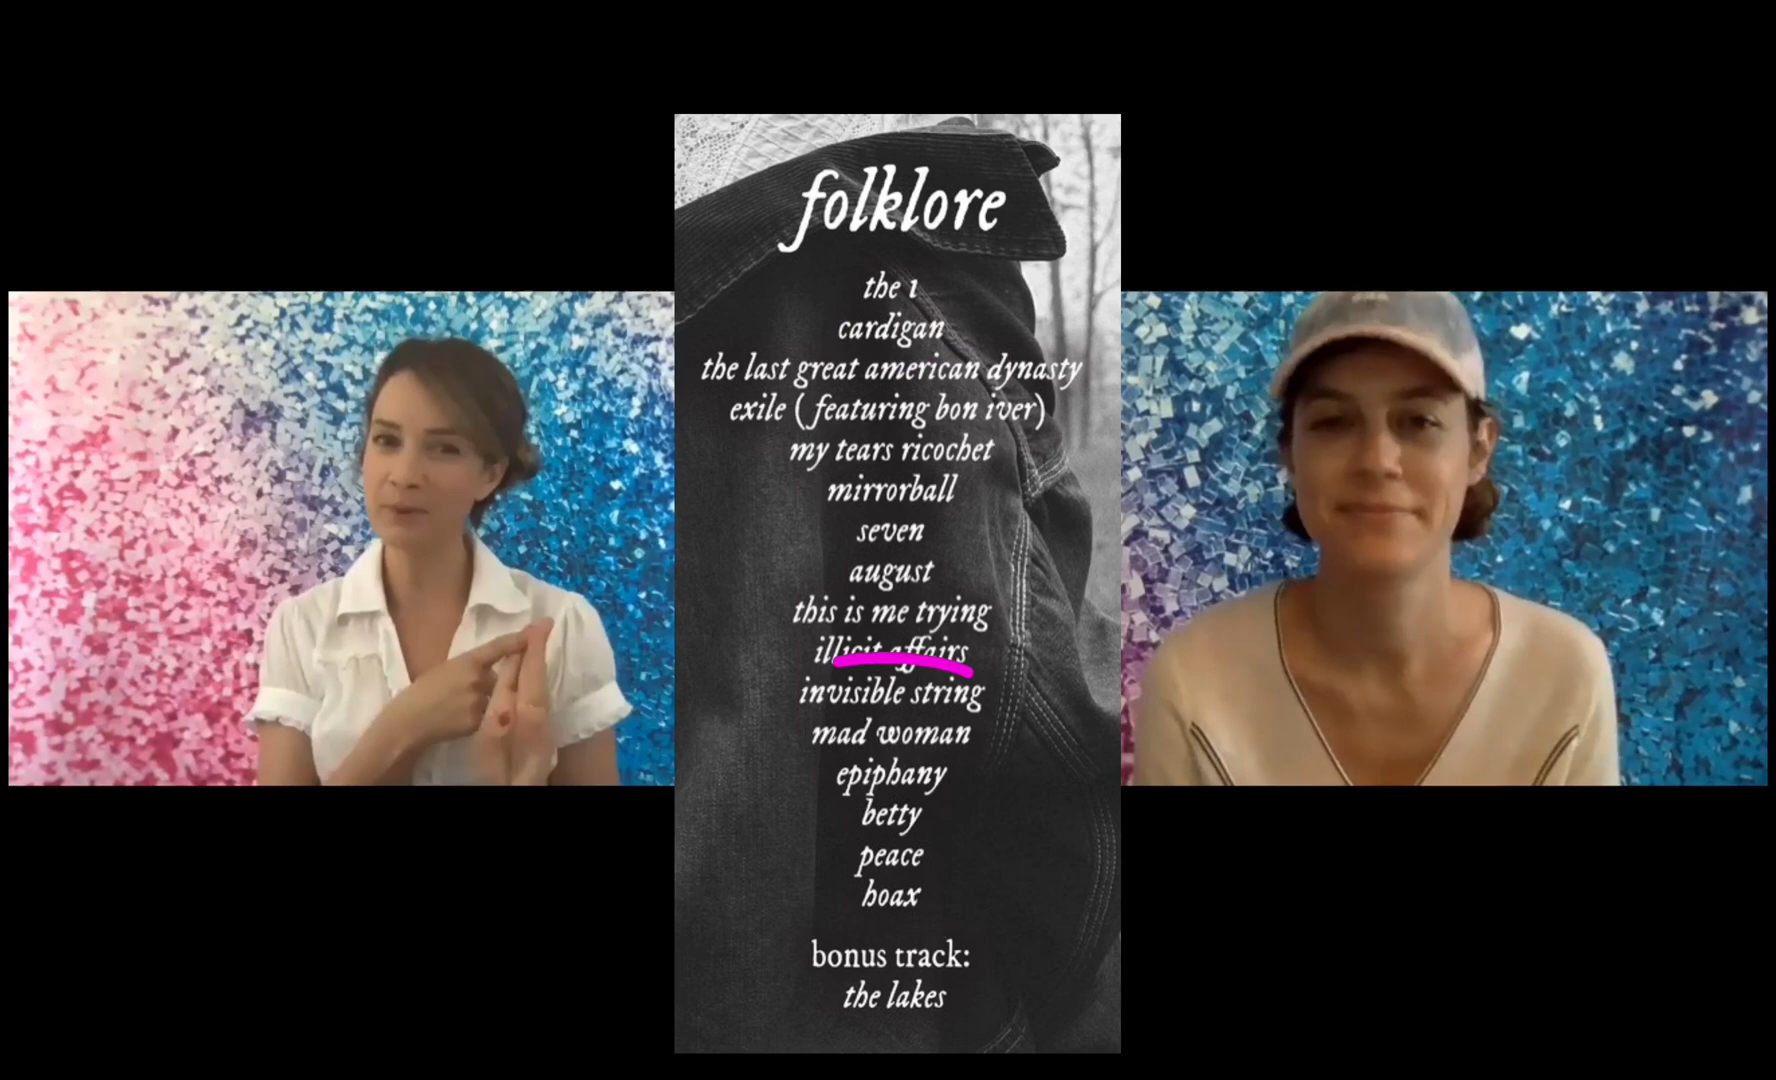 folklore
the 1
cardigan
the last great american dynasty
exile (featuring bon iver)
my tears ricochet
mirrorball
seven
august
this is me trying
illicit affairs
invisible string
mad woman
epiphany
betty
peace
hoax
bonus track:
the lakes